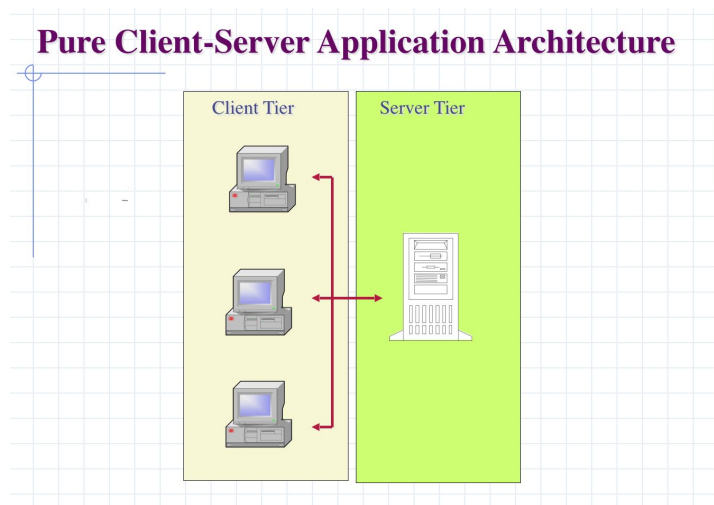 Pure Client-Server Application Architecture
Client Tier
Server Tier